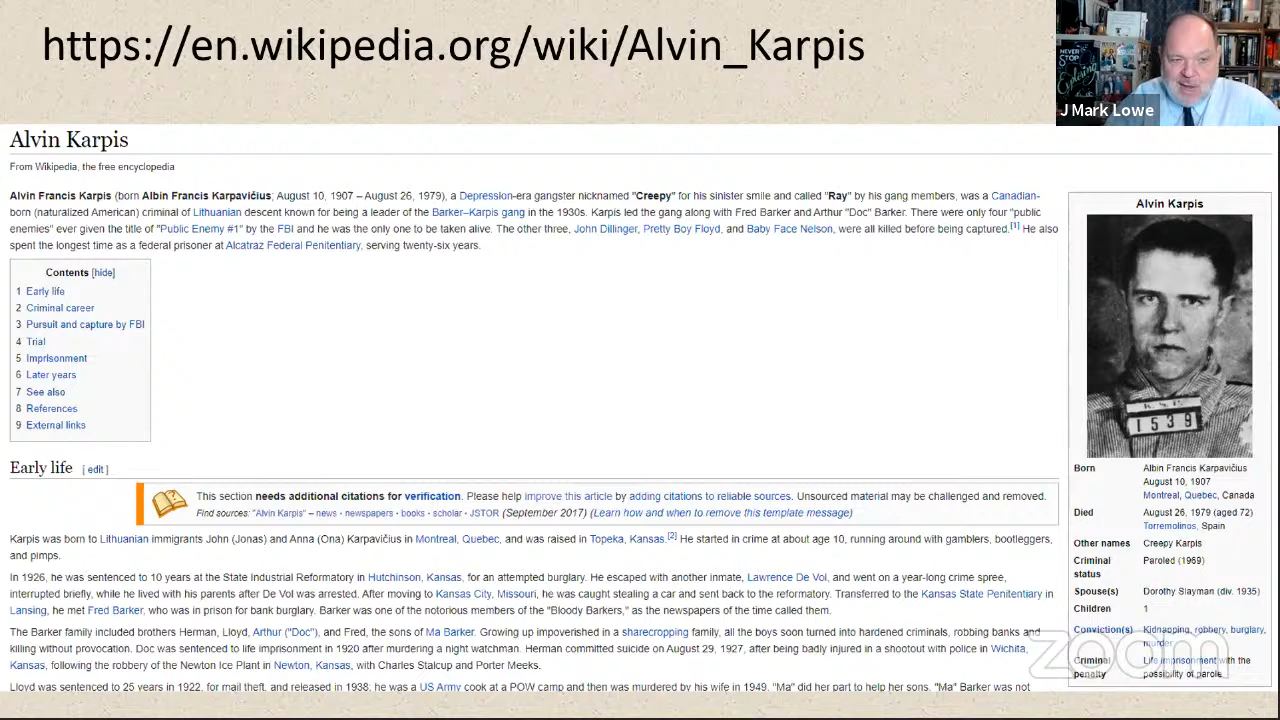 https://en.wikipedia.org/wiki/Alvin_Karpis
NEVER
STOP
Exploring
J Mark Lowe
Alvin Karpis
From Wikipedia, the free encyclopedia
Alvin Francis Karpis (born Albin Francis Karpavičius; August 10, 1907 – August 26, 1979), a Depression-era gangster nicknamed "Creepy" for his sinister smile and called "Ray" by his gang members, was a Canadian-
born (naturalized American) criminal of Lithuanian descent known for being a leader of the Barker–Karpis gang in the 1930s. Karpis led the gang along with Fred Barker and Arthur "Doc" Barker. There were only four "public
enemies" ever given the title of "Public Enemy #1" by the FBI and he was the only one to be taken alive. The other three, John Dillinger, Pretty Boy Floyd, and Baby Face Nelson, were all killed before being captured.[1] He also
spent the longest time as a federal prisoner at Alcatraz Federal Penitentiary, serving twenty-six years.
Contents [hide]
1 Early life
2 Criminal career
3 Pursuit and capture by FBI
4 Trial
5 Imprisonment
6 Later years
7 See also
8 References
9 External links
Early life [ edit ]
This section needs additional citations for verification. Please help improve this article by adding citations to reliable sources. Unsourced material may be challenged and removed.
Find sources: "Alvin Karpis" – news · newspapers · books · scholar · JSTOR (September 2017) (Learn how and when to remove this template message)
Karpis was born to Lithuanian immigrants John (Jonas) and Anna (Ona) Karpavičius in Montreal, Quebec, and was raised in Topeka, Kansas.[2] He started in crime at about age 10, running around with gamblers, bootleggers,
and pimps.
In 1926, he was sentenced to 10 years at the State Industrial Reformatory in Hutchinson, Kansas, for an attempted burglary. He escaped with another inmate, Lawrence De Vol, and went on a year-long crime spree,
interrupted briefly, while he lived with his parents after De Vol was arrested. After moving to Kansas City, Missouri, he was caught stealing a car and sent back to the reformatory. Transferred to the Kansas State Penitentiary in
Lansing, he met Fred Barker, who was in prison for bank burglary. Barker was one of the notorious members of the "Bloody Barkers," as the newspapers of the time called them.
The Barker family included brothers Herman, Lloyd, Arthur ("Doc"), and Fred, the sons of Ma Barker. Growing up impoverished in a sharecropping family, all the boys soon turned into hardened criminals, robbing banks and
killing without provocation. Doc was sentenced to life imprisonment in 1920 after murdering a night watchman. Herman committed suicide on August 29, 1927, after being badly injured in a shootout with police in Wichita,
Kansas, following the robbery of the Newton Ice Plant in Newton, Kansas, with Charles Stalcup and Porter Meeks.
Lloyd was sentenced to 25 years in 1922, for mail theft, and released in 1938; he was a US Army cook at a POW camp and then was murdered by his wife in 1949. "Ma" did her part to help her sons. "Ma" Barker was not
Alvin Karpis
1539
Born Albin Francis Karpavičius
August 10, 1907
Montreal, Quebec, Canada
Died August 26, 1979 (aged 72)
Torremolinos, Spain
Other names Creepy Karpis
Criminal status Paroled (1969)
Spouse(s) Dorothy Slayman (div. 1935)
Children 1
Conviction(s) Kidnapping, robbery, burglary,
murder
Criminal penalty Life imprisonment with the
possibility of parole
zoom